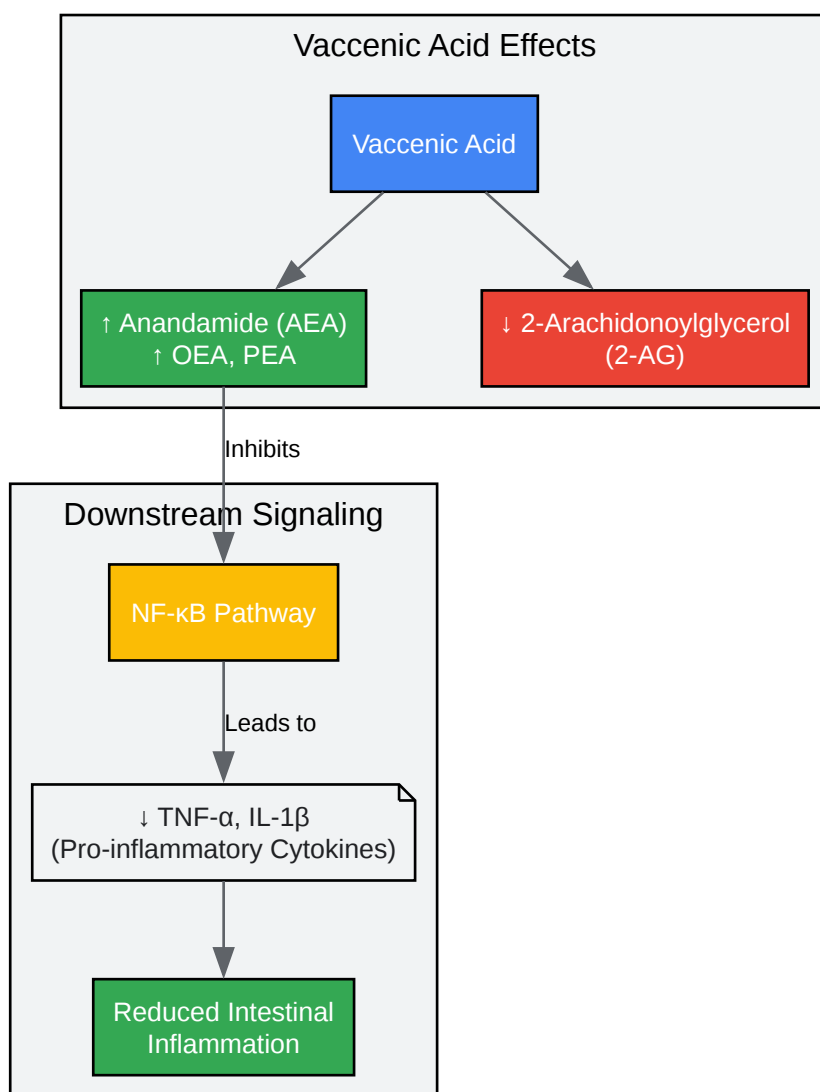 Vaccenic Acid Effects
Vaccenic Acid
↑ Anandamide (AEA)
↑ OEA, PEA
↓ 2-Arachidonoylglycerol
(2-AG)
Inhibits
Downstream Signaling
NF-κB Pathway
Leads to
↓ TNF-α, IL-1β
(Pro-inflammatory Cytokines)
Reduced Intestinal
Inflammation